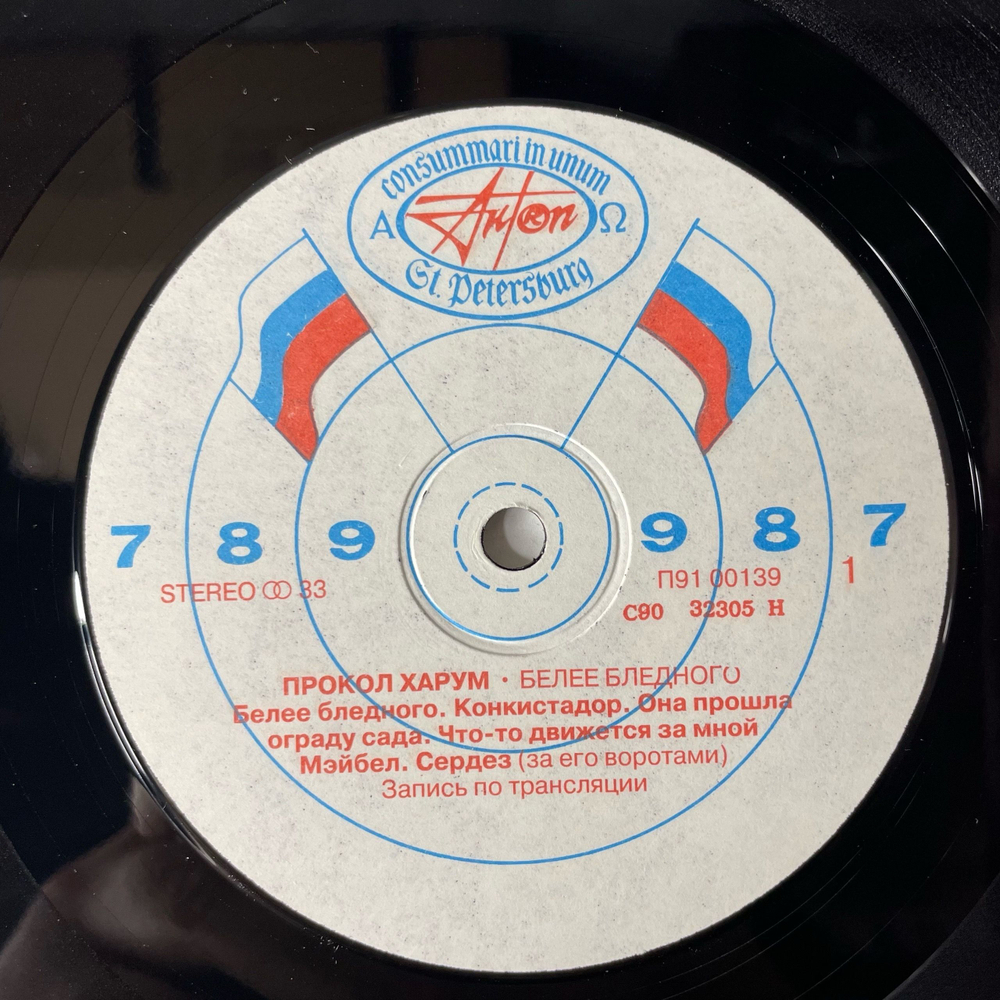 consummari in unum
Α AnTon Ω
St. Petersburg
7 8 9 9 8 7
STEREO 33
П91 00139
1
С90 32305 Н
ПРОКОЛ ХАРУМ · БЕЛЕЕ БЛЕДНОГО
Белее бледного. Конкистадор. Она прошла
ограду сада. Что-то движется за мной
Мэйбел. Сердез (за его воротами)
Запись по трансляции